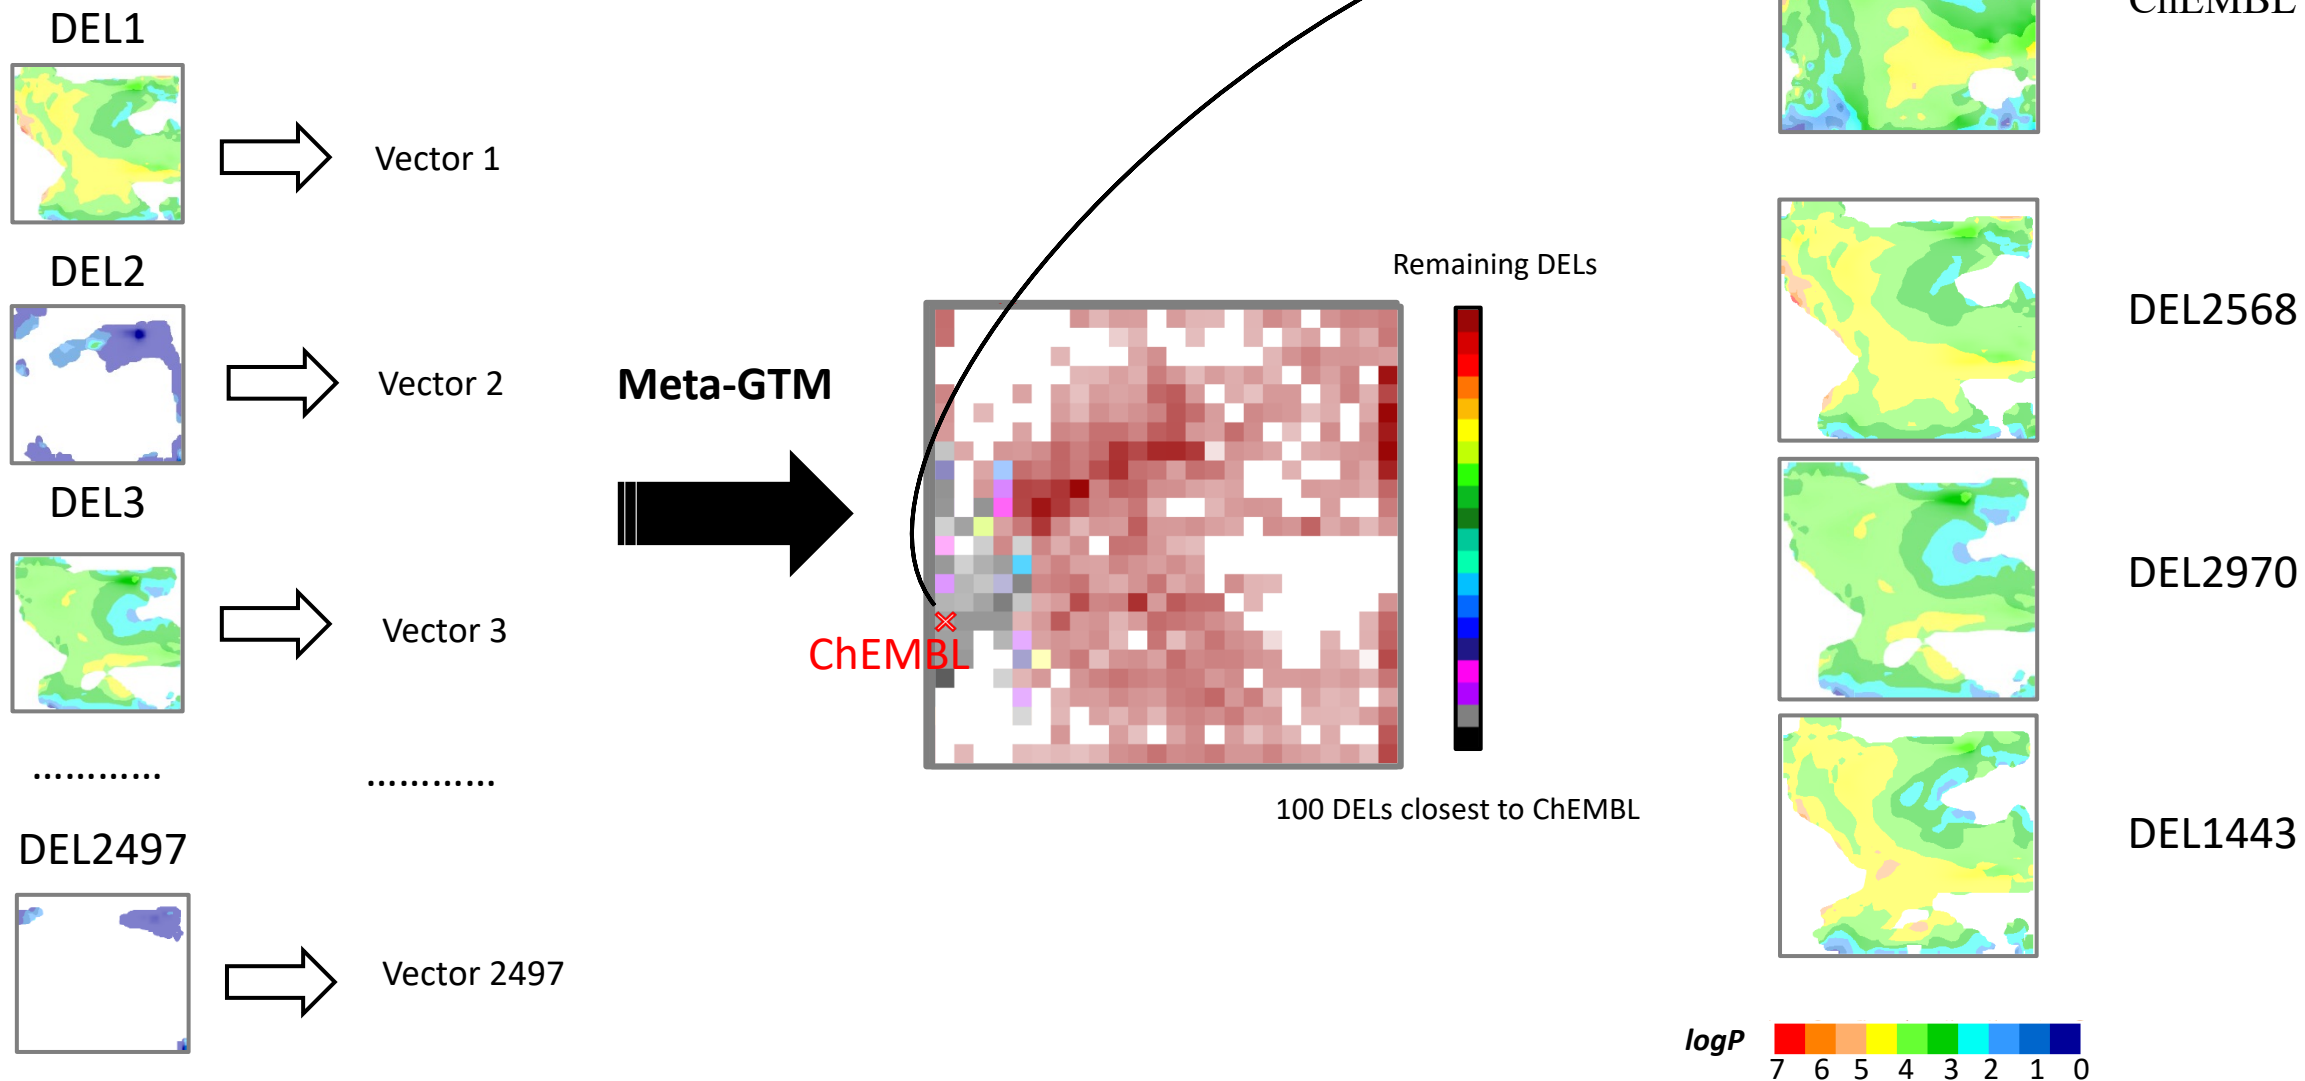 DEL1
Vector 1
DEL2
Vector 2
DEL3
Vector 3
............
............
DEL2497
Vector 2497
Meta-GTM
Remaining DELs
ChEMBL
100 DELs closest to ChEMBL
ChEMBL
DEL2568
DEL2970
DEL1443
logP
7 6 5 4 3 2 1 0